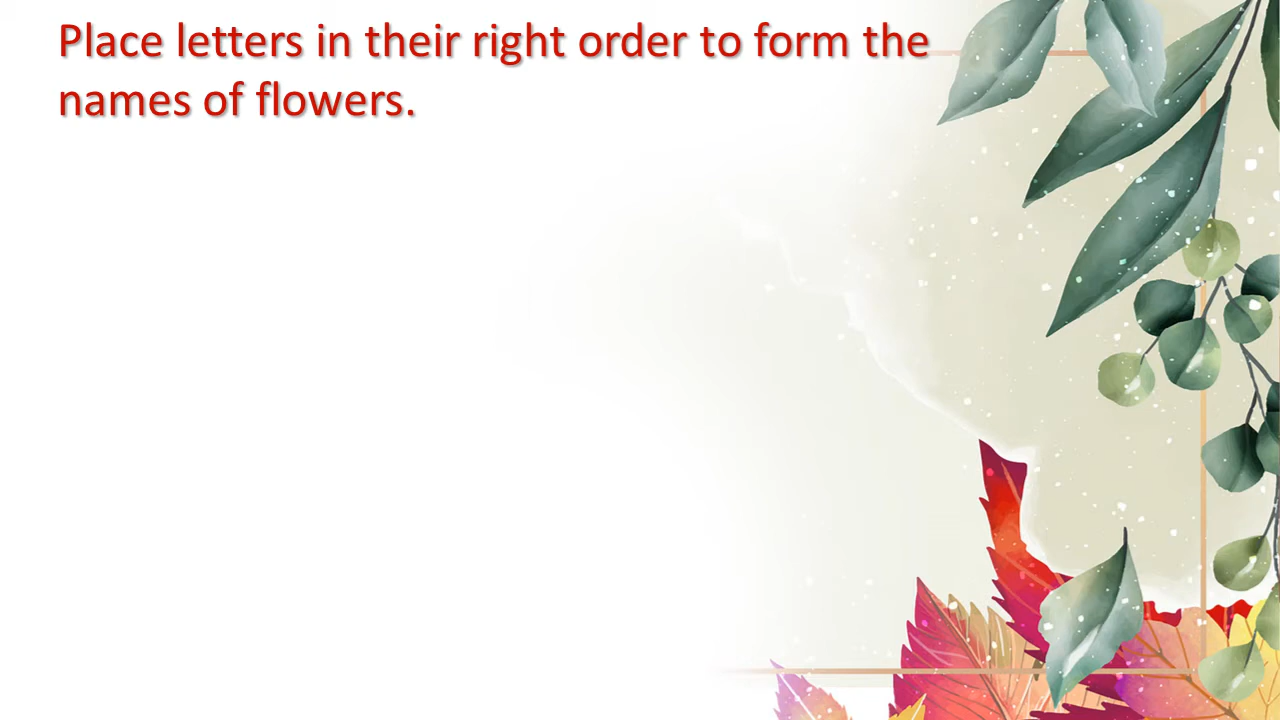 Place letters in their right order to form the
names of flowers.